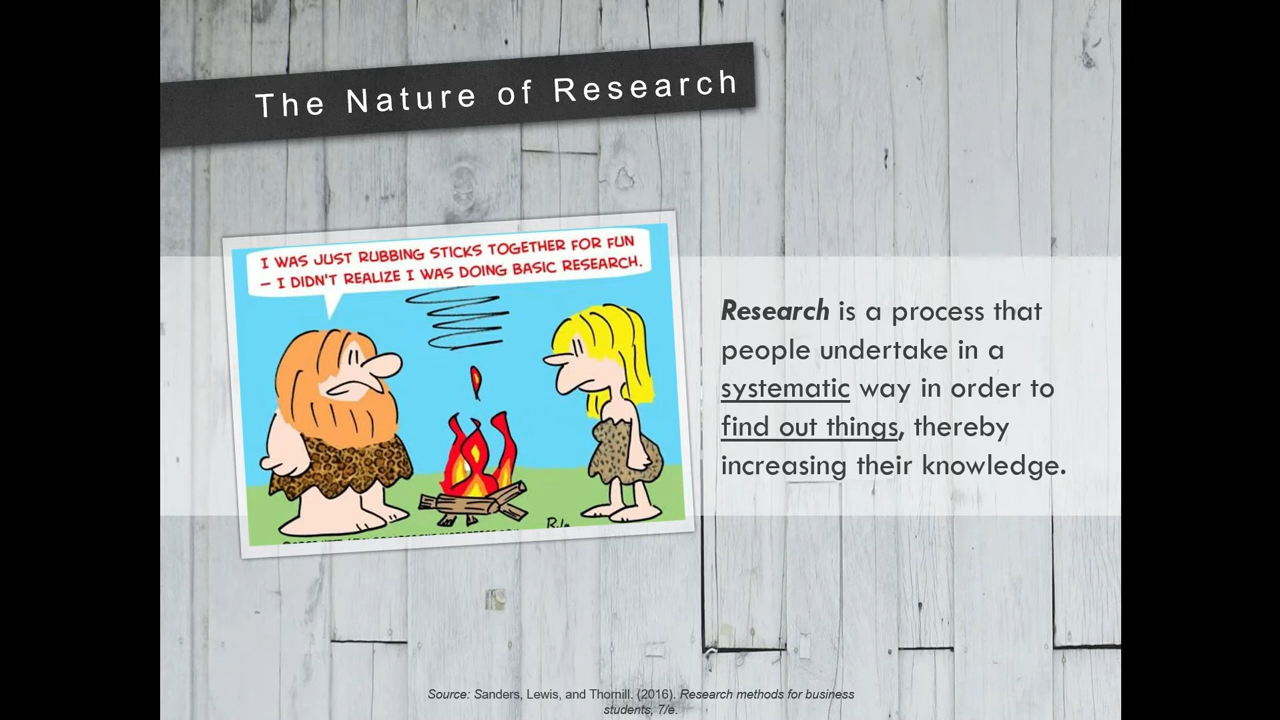 The Nature of Research
I WAS JUST RUBBING STICKS TOGETHER FOR FUN
– I DIDN'T REALIZE I WAS DOING BASIC RESEARCH.
Research is a process that
people undertake in a
systematic way in order to
find out things, thereby
increasing their knowledge.
Source: Sanders, Lewis, and Thornill. (2016). Research methods for business
students, 7/e.